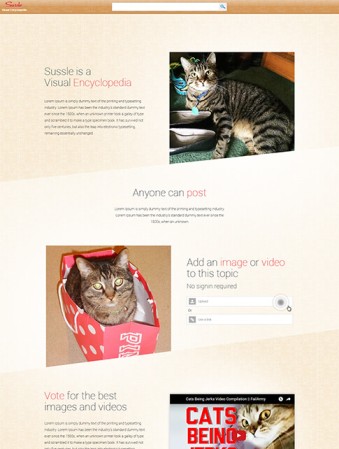 Sussle
Sussle is a
Visual Encyclopedia
Lorem Ipsum is simply dummy text of the printing and typesetting
industry. Lorem Ipsum has been the industry's standard dummy text
ever since the 1500s, when an unknown printer took a galley of type
and scrambled it to make a type specimen book. It has survived not
only five centuries, but also the leap into electronic typesetting,
remaining essentially unchanged.
Anyone can post
Lorem Ipsum is simply dummy text of the printing and typesetting
industry. Lorem Ipsum has been the industry's standard dummy text ever since the
1500s, when an unknown
Add an image or video
to this topic
No signin required
or
Vote for the best
images and videos
Lorem Ipsum is simply dummy text of the printing and typesetting
industry. Lorem Ipsum has been the industry's standard dummy text
ever since the 1500s, when an unknown printer took a galley of type
and scrambled it to make a type specimen book. It has survived not
Cats Being Jerks Video Compilation || FailArmy
CATS
BEING
JERKS